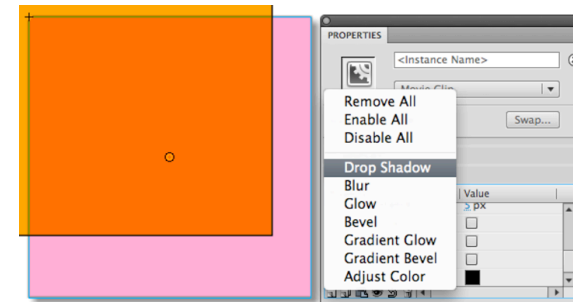 PROPERTIES
<Instance Name>
Movie Clip
Remove All
Enable All
Swap...
Disable All
Drop Shadow
Blur
Value
Glow
5 px
Bevel
Gradient Glow
Gradient Bevel
Adjust Color